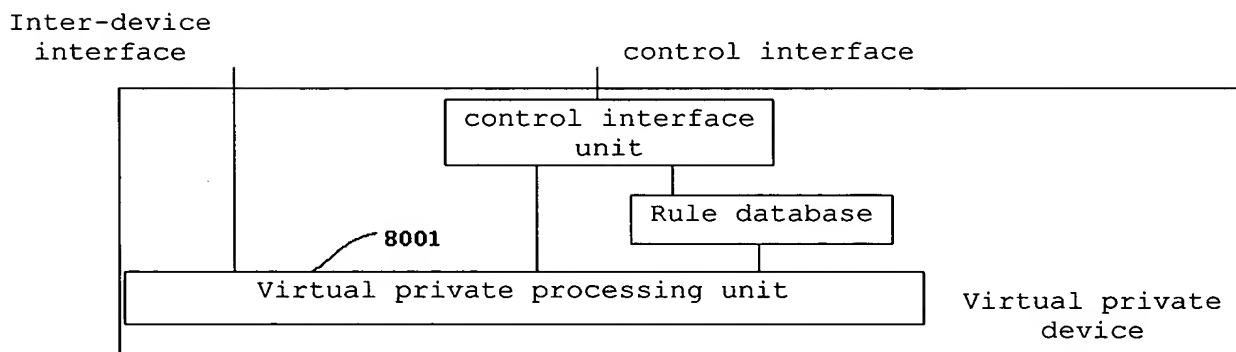 Inter-device
interface
control interface
control interface
unit
Rule database
8001
Virtual private processing unit
Virtual private
device